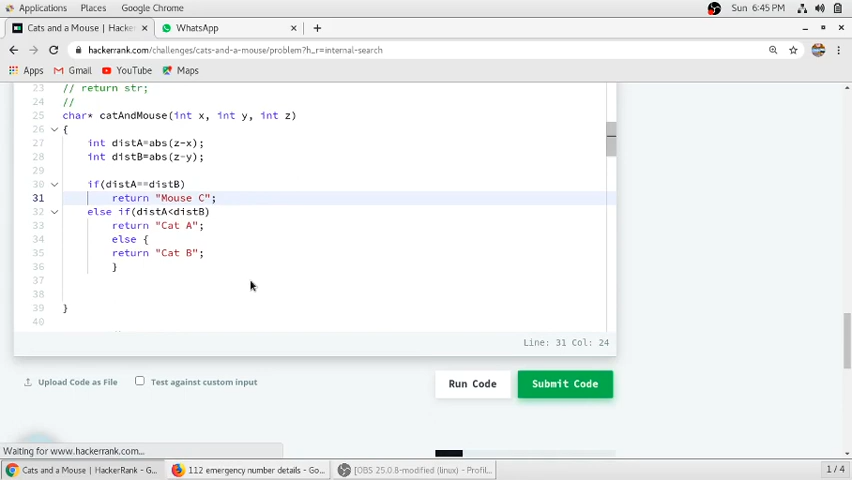 Applications Places Google Chrome Sun 6:45 PM
Cats and a Mouse | HackerRank WhatsApp
hackerrank.com/challenges/cats-and-a-mouse/problem?h_r=internal-search
Apps Gmail YouTube Maps
23 // return str;
24 //
25 char* catAndMouse(int x, int y, int z)
26 {
27 int distA=abs(z-x);
28 int distB=abs(z-y);
29
30 if(distA==distB)
31 return "Mouse C";
32 else if(distA<distB)
33 return "Cat A";
34 else {
35 return "Cat B";
36 }
37
38
39 }
40
Line: 31 Col: 24
Upload Code as File Test against custom input Run Code Submit Code
Waiting for www.hackerrank.com...
Cats and a Mouse | HackerRank - G... 112 emergency number details - Go... [OBS 25.0.8-modified (linux) - Profil... 1 / 4